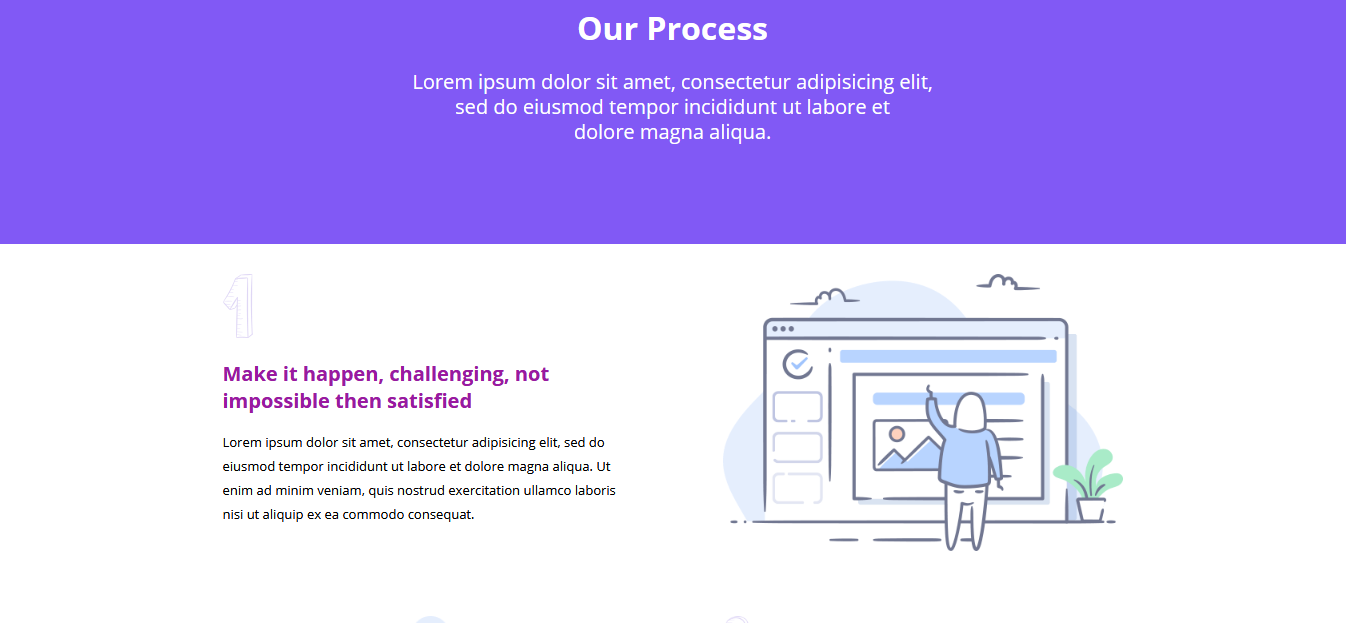 Our Process
Lorem ipsum dolor sit amet, consectetur adipisicing elit,
sed do eiusmod tempor incididunt ut labore et
dolore magna aliqua.
1
Make it happen, challenging, not
impossible then satisfied
Lorem ipsum dolor sit amet, consectetur adipisicing elit, sed do
eiusmod tempor incididunt ut labore et dolore magna aliqua. Ut
enim ad minim veniam, quis nostrud exercitation ullamco laboris
nisi ut aliquip ex ea commodo consequat.